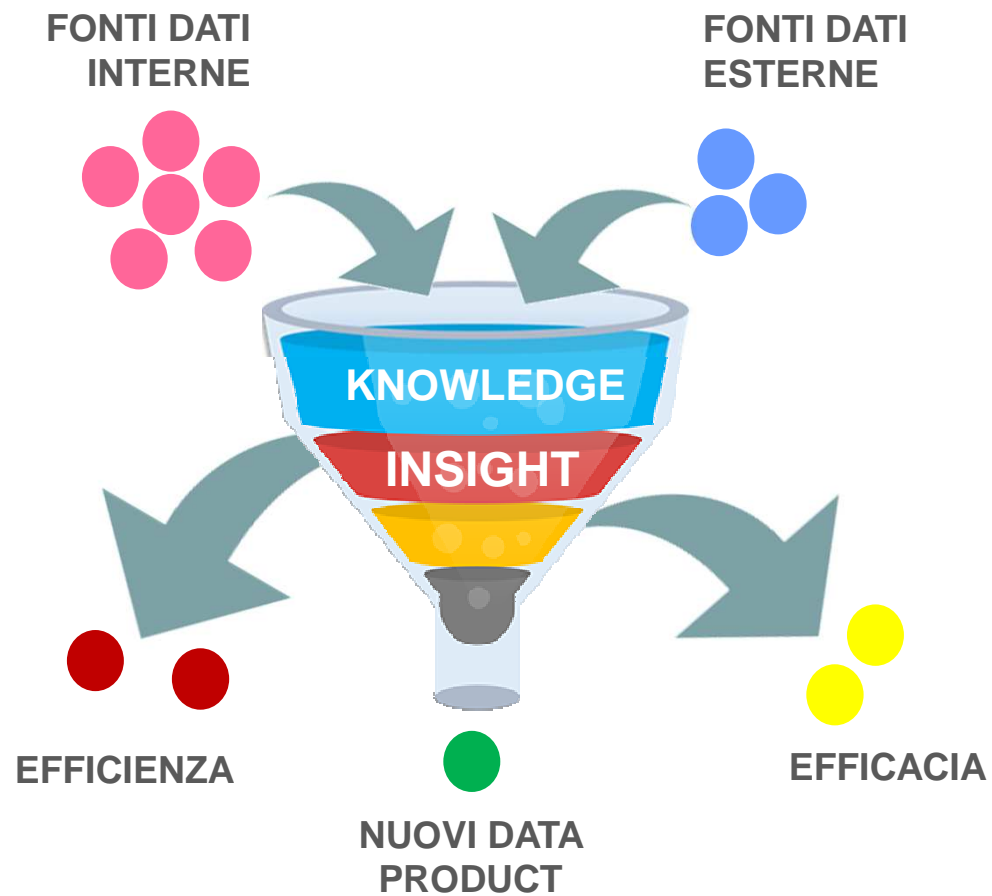 FONTI DATI
INTERNE
FONTI DATI
ESTERNE
KNOWLEDGE
INSIGHT
EFFICIENZA
EFFICACIA
NUOVI DATA
PRODUCT